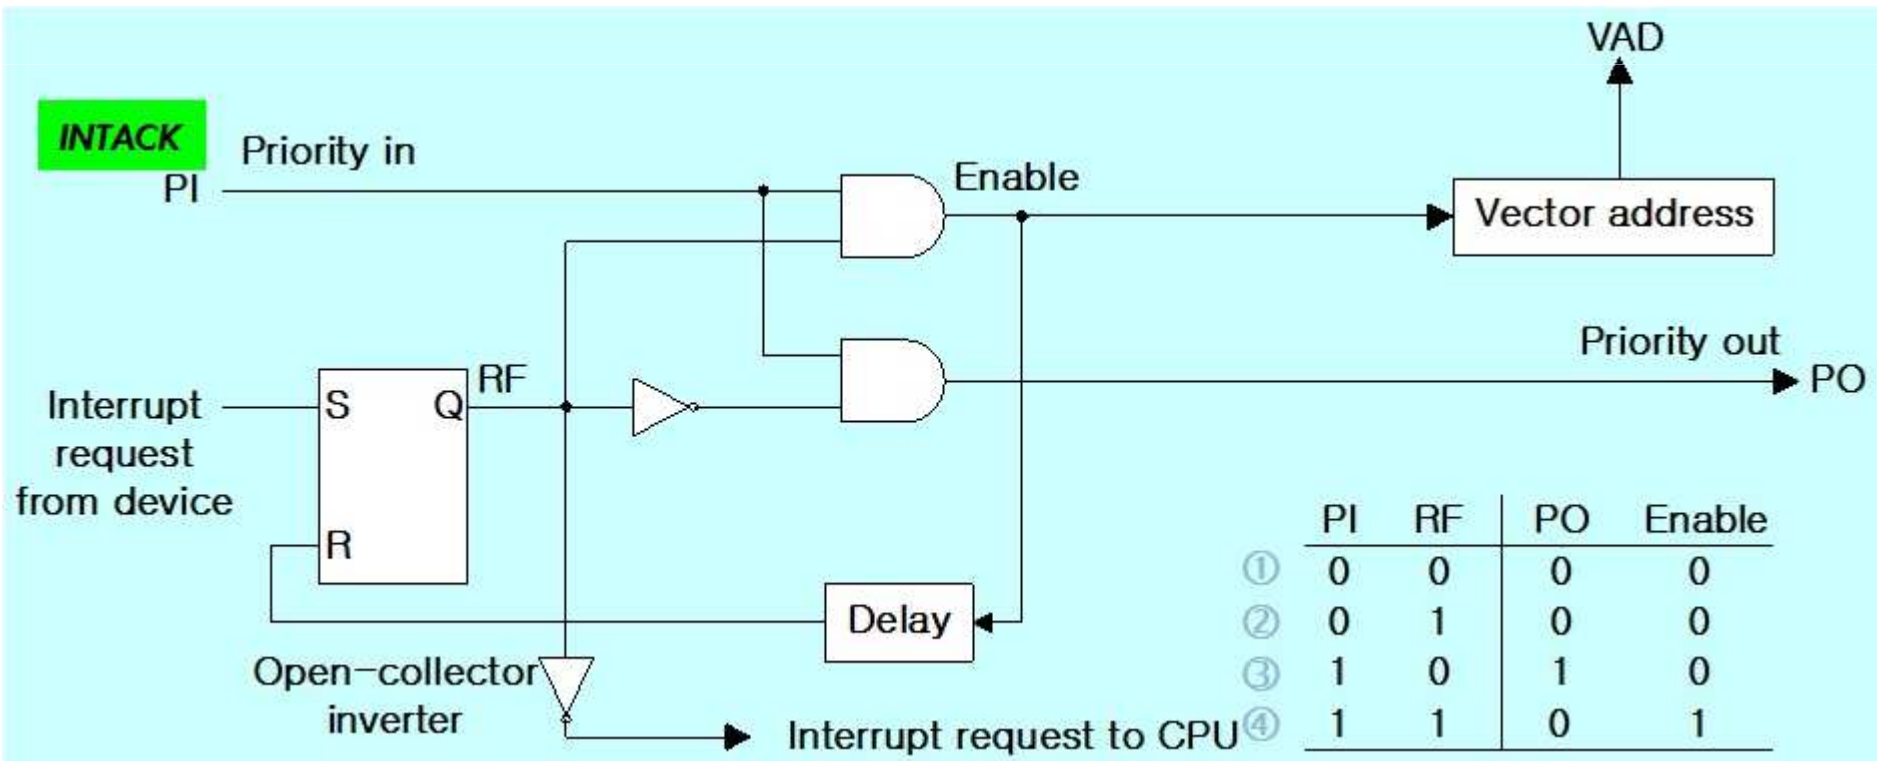 VAD
INTACK
Priority in
PI
Enable
Vector address
Priority out
PO
RF
S Q
R
Interrupt
request
from device
Delay
Open-collector
inverter
Interrupt request to CPU
PI RF PO Enable
① 0 0 0 0
② 0 1 0 0
③ 1 0 1 0
④ 1 1 0 1